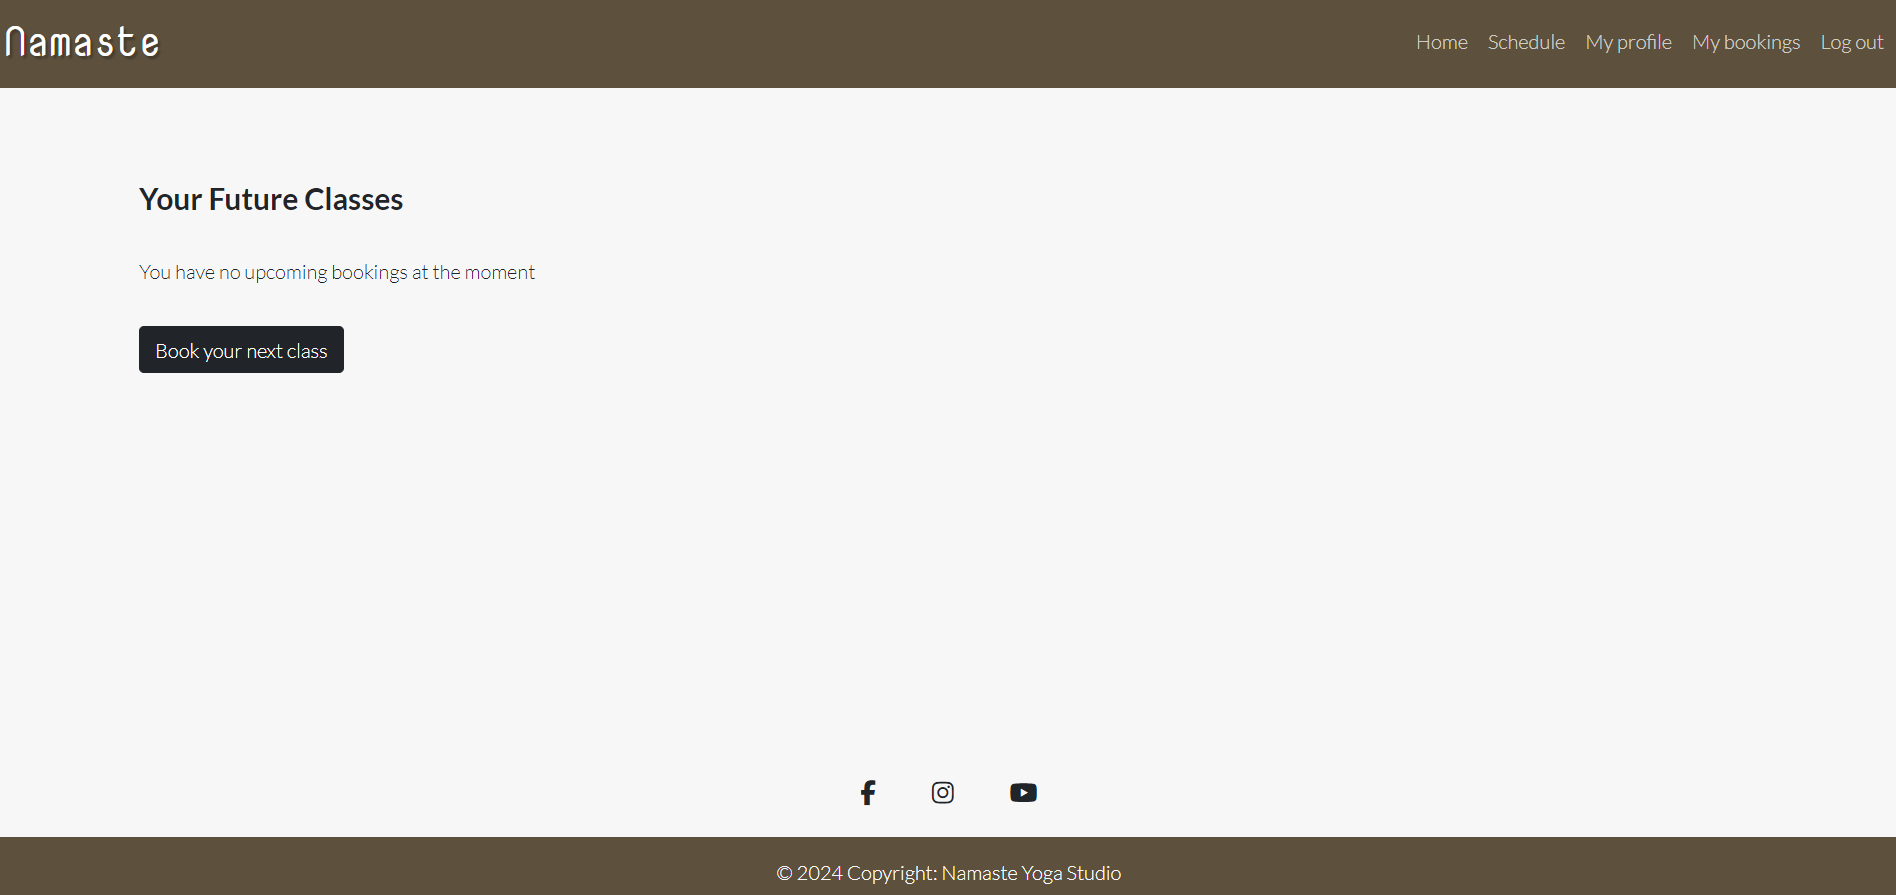 Namaste
Home Schedule My profile My bookings Log out
Your Future Classes
You have no upcoming bookings at the moment
Book your next class
© 2024 Copyright: Namaste Yoga Studio